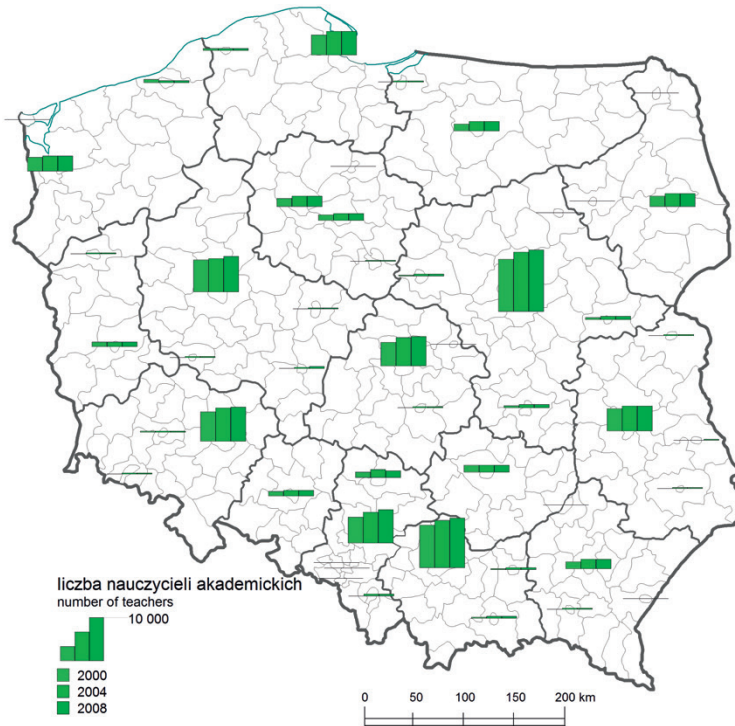 liczba nauczycieli akademickich
number of teachers
10 000
2000
2004
2008
0 50 100 150 200 km